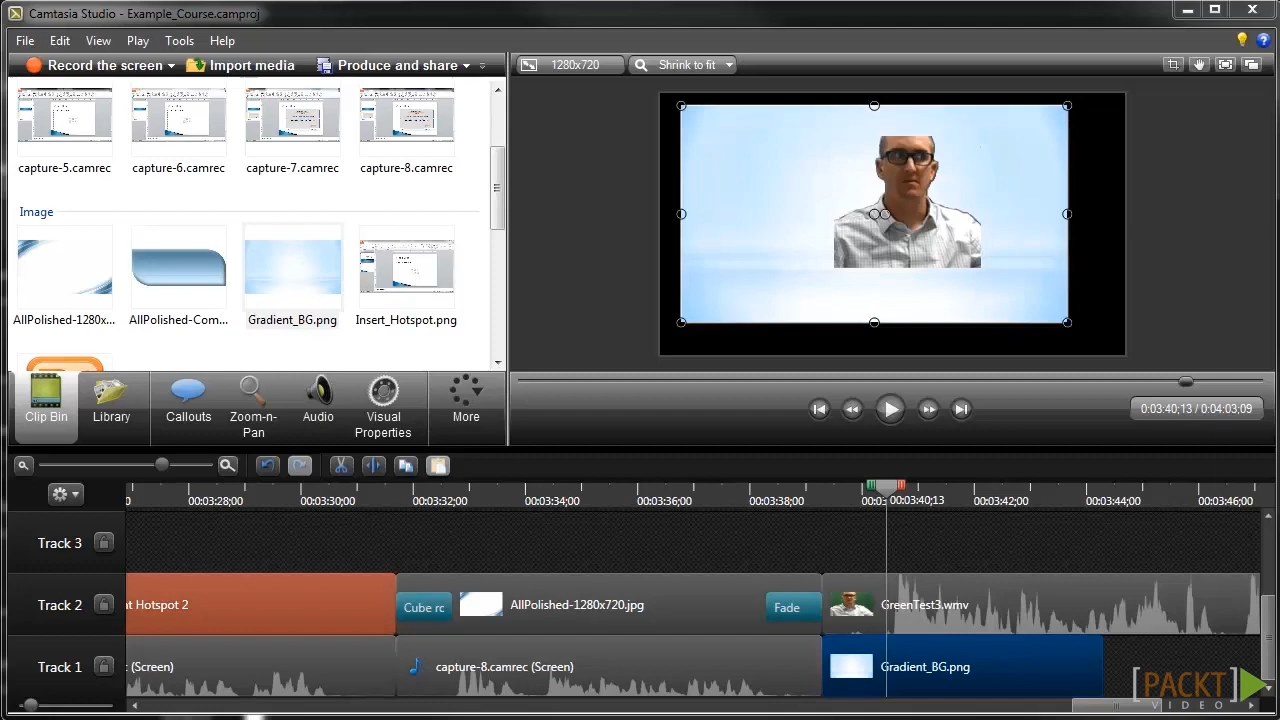 Camtasia Studio - Example_Course.camproj
File Edit View Play Tools Help
Record the screen Import media Produce and share
1280x720 Shrink to fit
capture-5.camrec capture-6.camrec capture-7.camrec capture-8.camrec
Image
AllPolished-1280x... AllPolished-Com... Gradient_BG.png Insert_Hotspot.png
Clip Bin Library Callouts Zoom-n-Pan Audio Visual Properties More
0:03:40;13 / 0:04:03;09
00:03:28;00 00:03:30;00 00:03:32;00 00:03:34;00 00:03:36;00 00:03:38;00 00:03:40;13 00:03:42;00 00:03:44;00 00:03:46;00
Track 3
Track 2 t Hotspot 2 Cube rc AllPolished-1280x720.jpg Fade GreenTest3.wmv
Track 1 (Screen) capture-8.camrec (Screen) Gradient_BG.png
PACKT
VIDEO